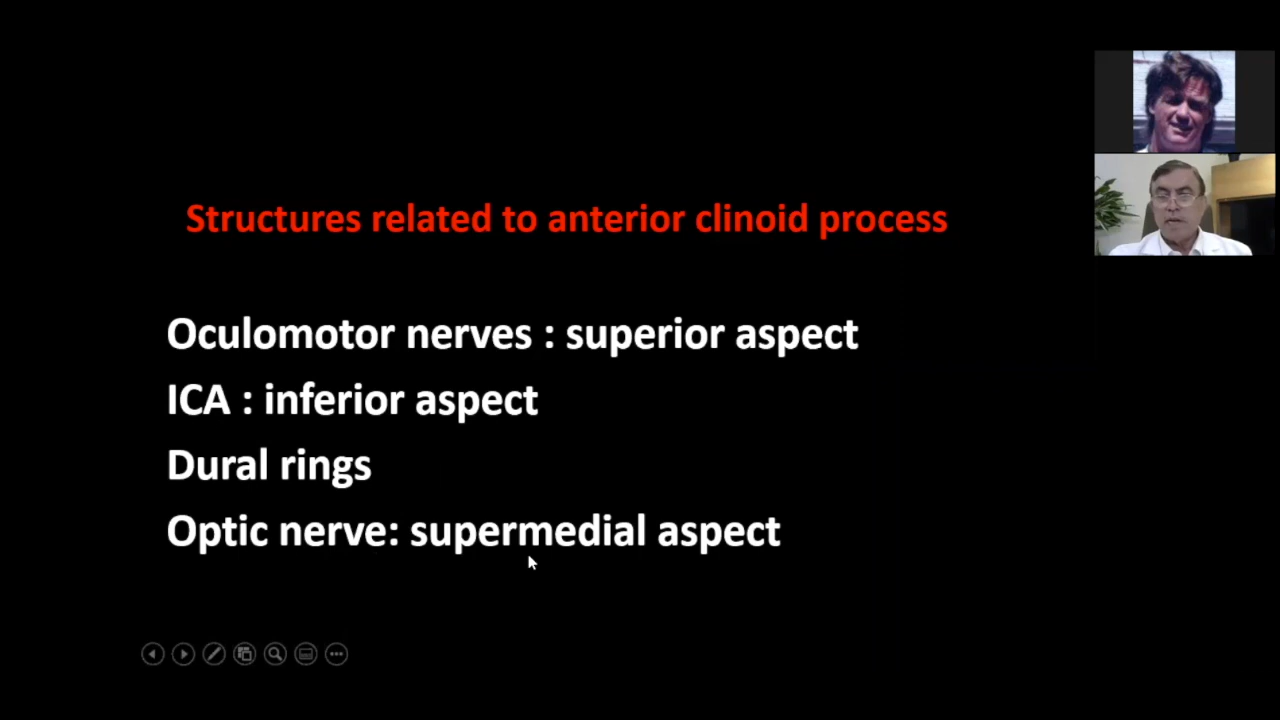 Structures related to anterior clinoid process
Oculomotor nerves : superior aspect
ICA : inferior aspect
Dural rings
Optic nerve: supermedial aspect